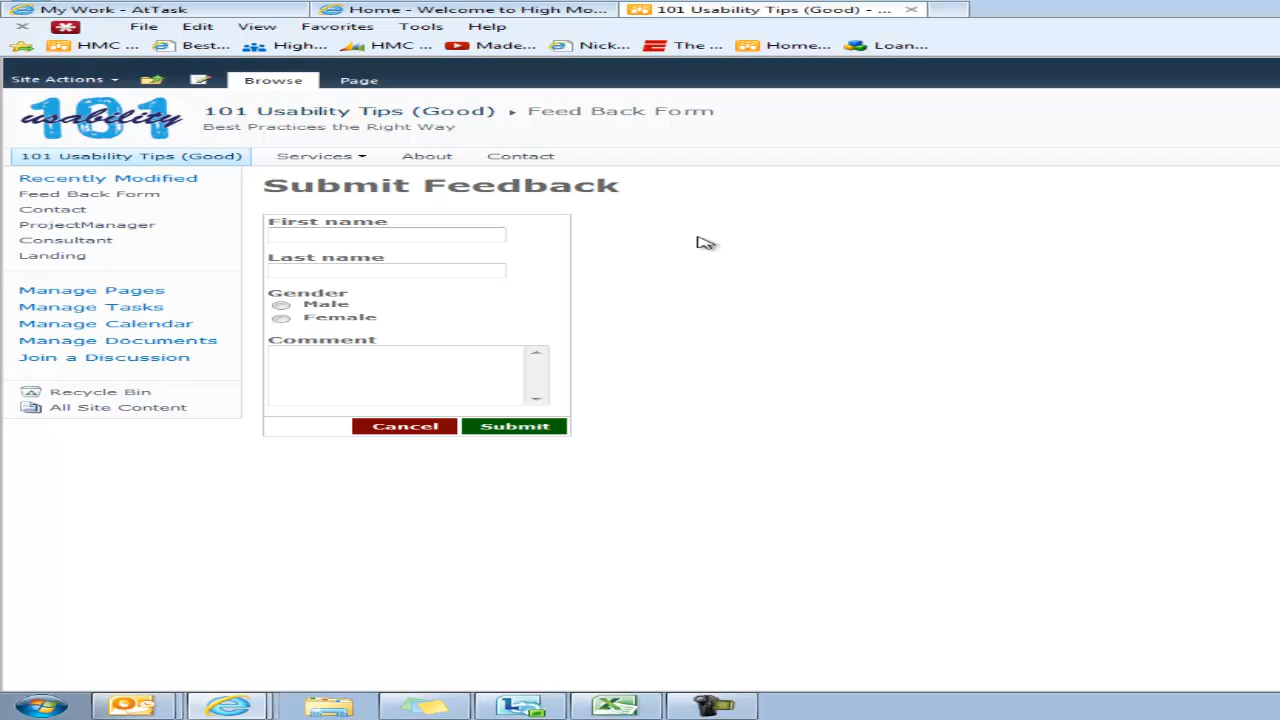 My Work - AtTask
Home - Welcome to High Mo...
101 Usability Tips (Good) - ...
File Edit View Favorites Tools Help
HMC ... Best... High... HMC ... Made... Nick... The ... Home... Loan...
Site Actions Browse Page
101
usability
101 Usability Tips (Good) ▸ Feed Back Form
Best Practices the Right Way
101 Usability Tips (Good) Services About Contact
Recently Modified
Feed Back Form
Contact
ProjectManager
Consultant
Landing
Manage Pages
Manage Tasks
Manage Calendar
Manage Documents
Join a Discussion
Recycle Bin
All Site Content
Submit Feedback
First name
Last name
Gender
Male
Female
Comment
Cancel Submit